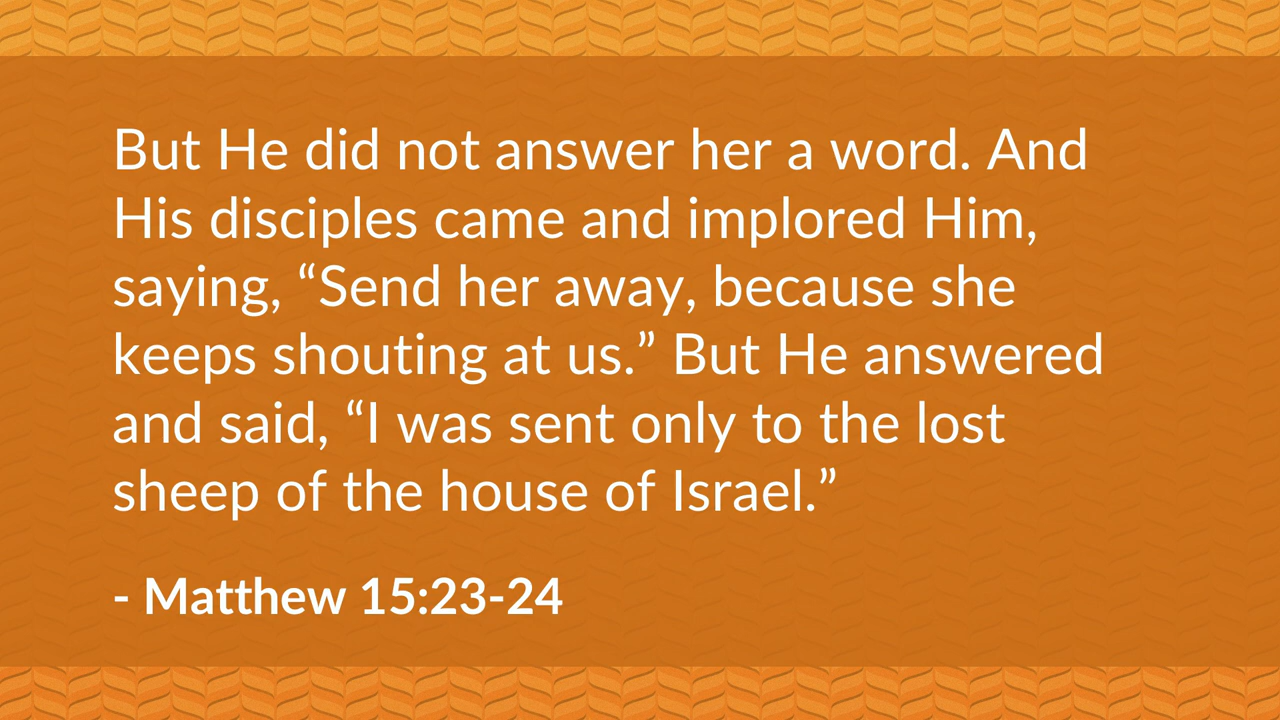 But He did not answer her a word. And
His disciples came and implored Him,
saying, “Send her away, because she
keeps shouting at us.” But He answered
and said, “I was sent only to the lost
sheep of the house of Israel.”
- Matthew 15:23-24